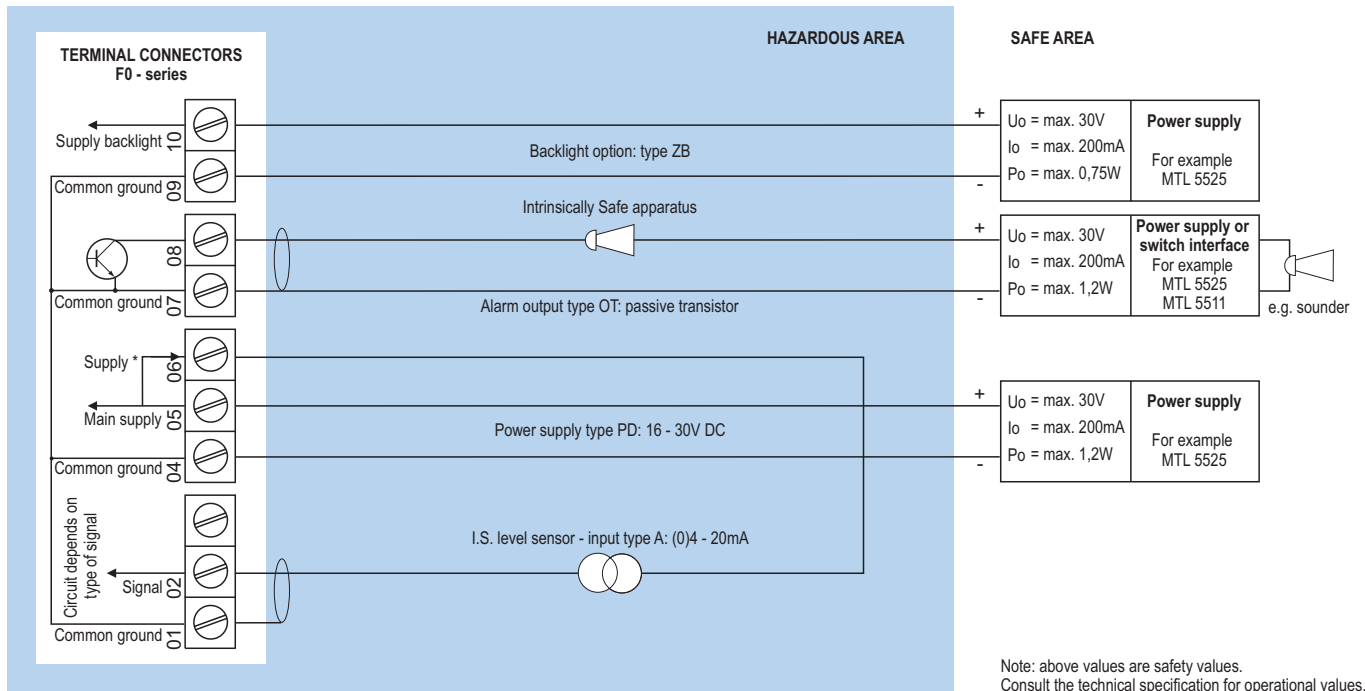 HAZARDOUS AREA
SAFE AREA
TERMINAL CONNECTORS
F0 - series
Supply backlight
10
Backlight option: type ZB
Common ground
09
+
-
Uo = max. 30V
Io = max. 200mA
Po = max. 0,75W
Power supply
For example
MTL 5525
Intrinsically Safe apparatus
08
Common ground
07
Alarm output type OT: passive transistor
+
-
Uo = max. 30V
Io = max. 200mA
Po = max. 1,2W
Power supply or
switch interface
For example
MTL 5525
MTL 5511
e.g. sounder
Supply *
06
Main supply
05
Power supply type PD: 16 - 30V DC
Common ground
04
+
-
Uo = max. 30V
Io = max. 200mA
Po = max. 1,2W
Power supply
For example
MTL 5525
Circuit depends on
type of signal
I.S. level sensor - input type A: (0)4 - 20mA
Signal
02
Common ground
01
Note: above values are safety values.
Consult the technical specification for operational values.